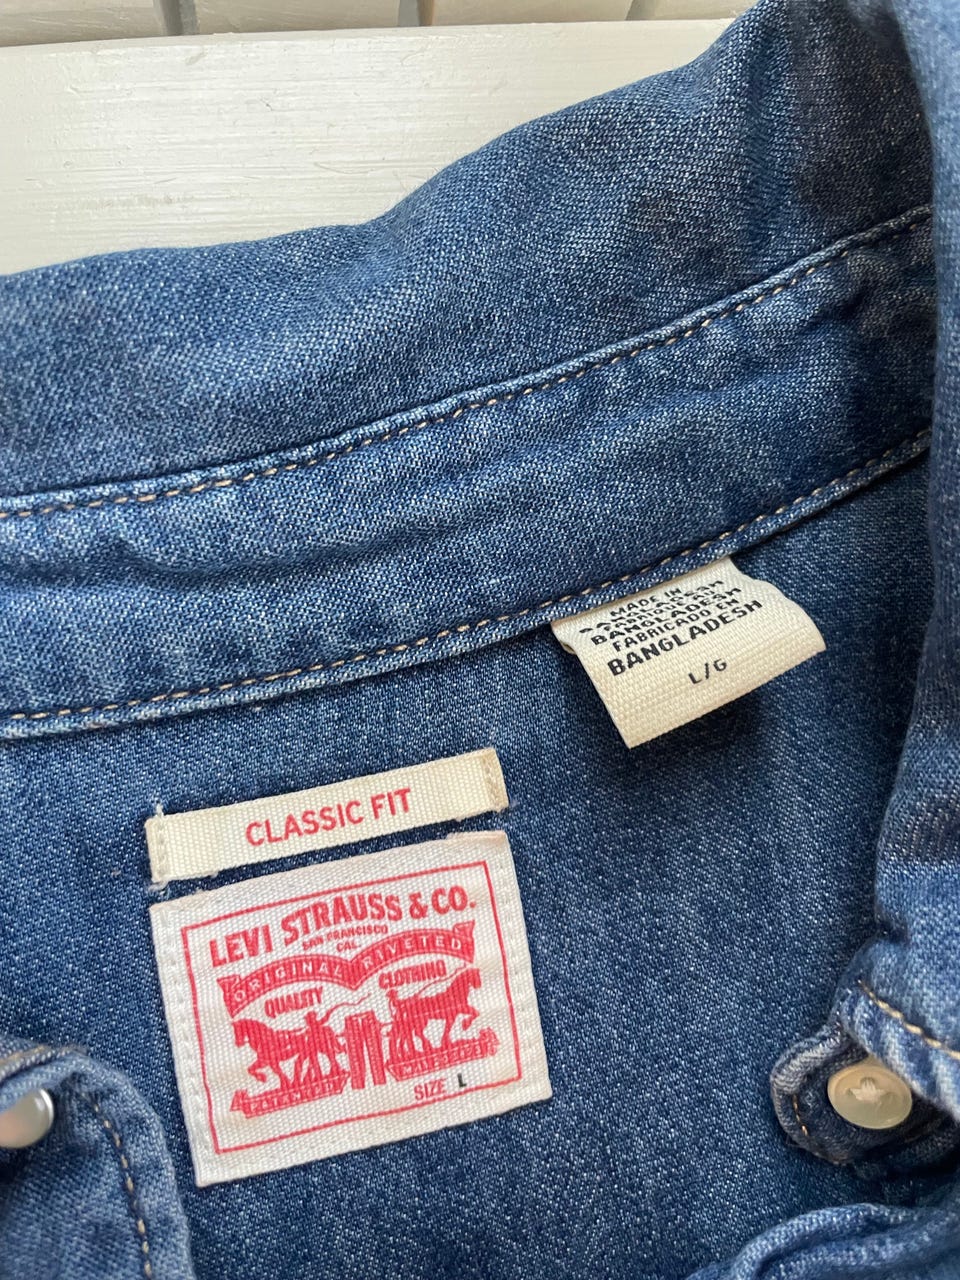 MADE IN
BANGLADESH
FABRICADO EN
BANGLADESH
L/G
CLASSIC FIT
LEVI STRAUSS & CO.
SAN FRANCISCO
CAL.
ORIGINAL RIVETED
QUALITY CLOTHING
SIZE L